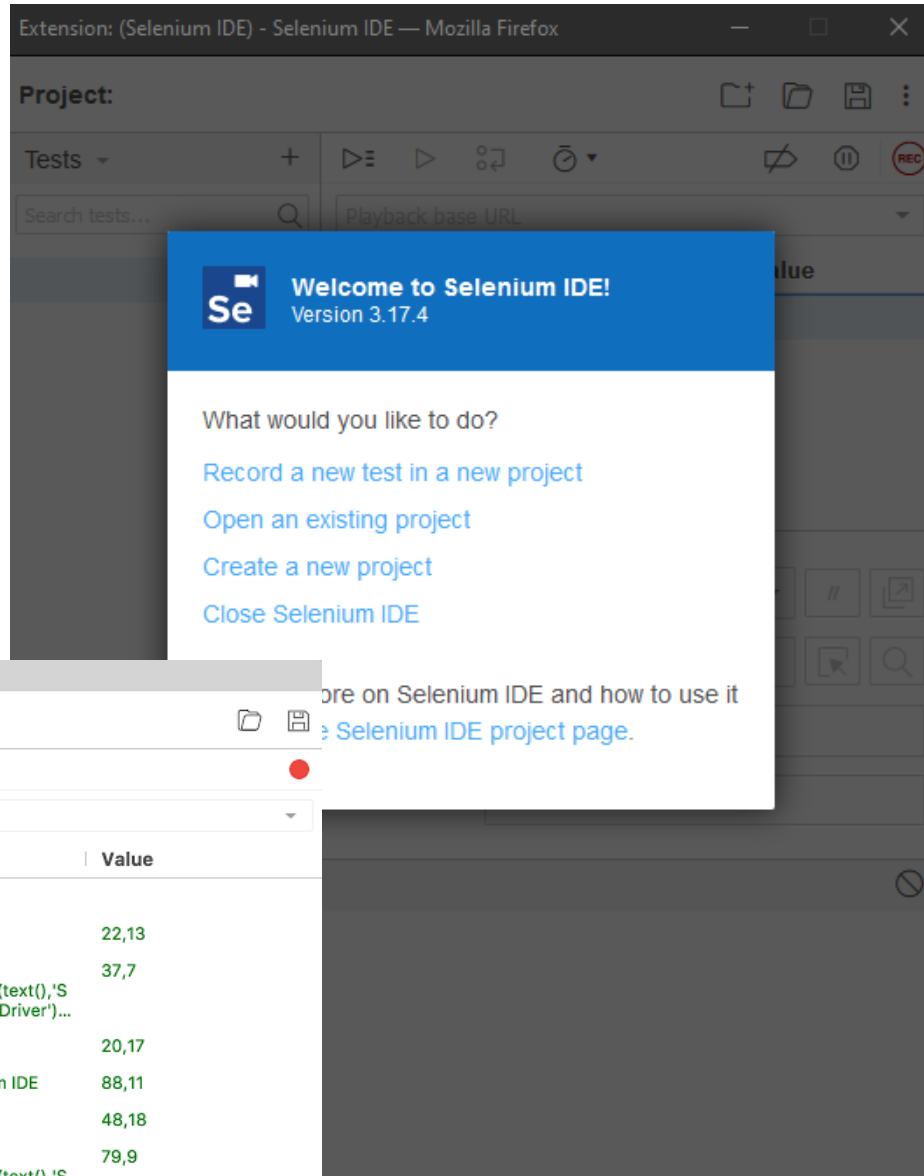 Extension: (Selenium IDE) - Selenium IDE — Mozilla Firefox
Project:
Tests
REC
Search tests...
Playback base URL
alue
Se
Welcome to Selenium IDE!
Version 3.17.4
What would you like to do?
Record a new test in a new project
Open an existing project
Create a new project
Close Selenium IDE
//
ore on Selenium IDE and how to use it
e Selenium IDE project page.
Value
22,13
37,7
(text(),'S
Driver')...
20,17
n IDE
88,11
48,18
79,9
(text(),'S